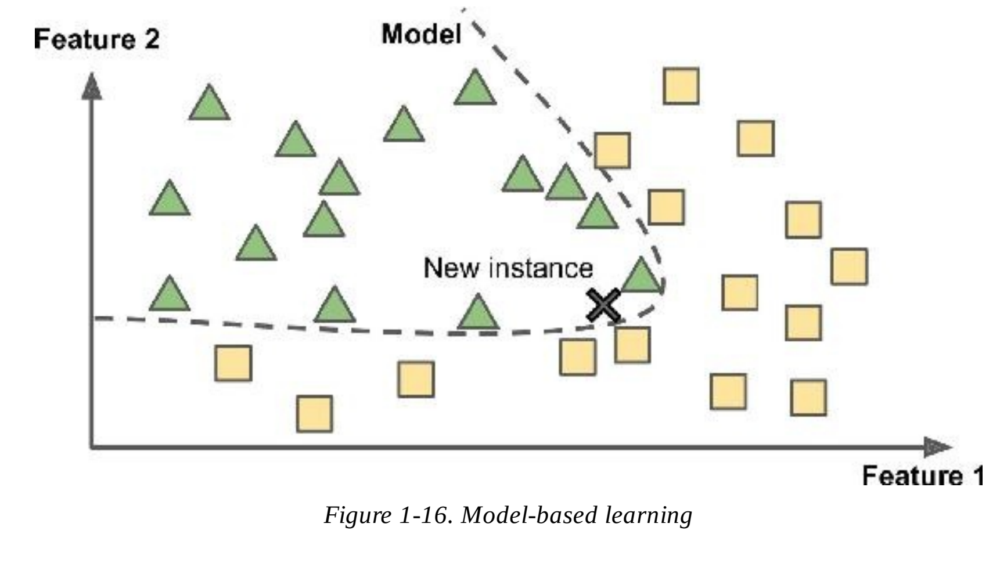 Feature 2
Model
New instance
Feature 1
Figure 1-16. Model-based learning